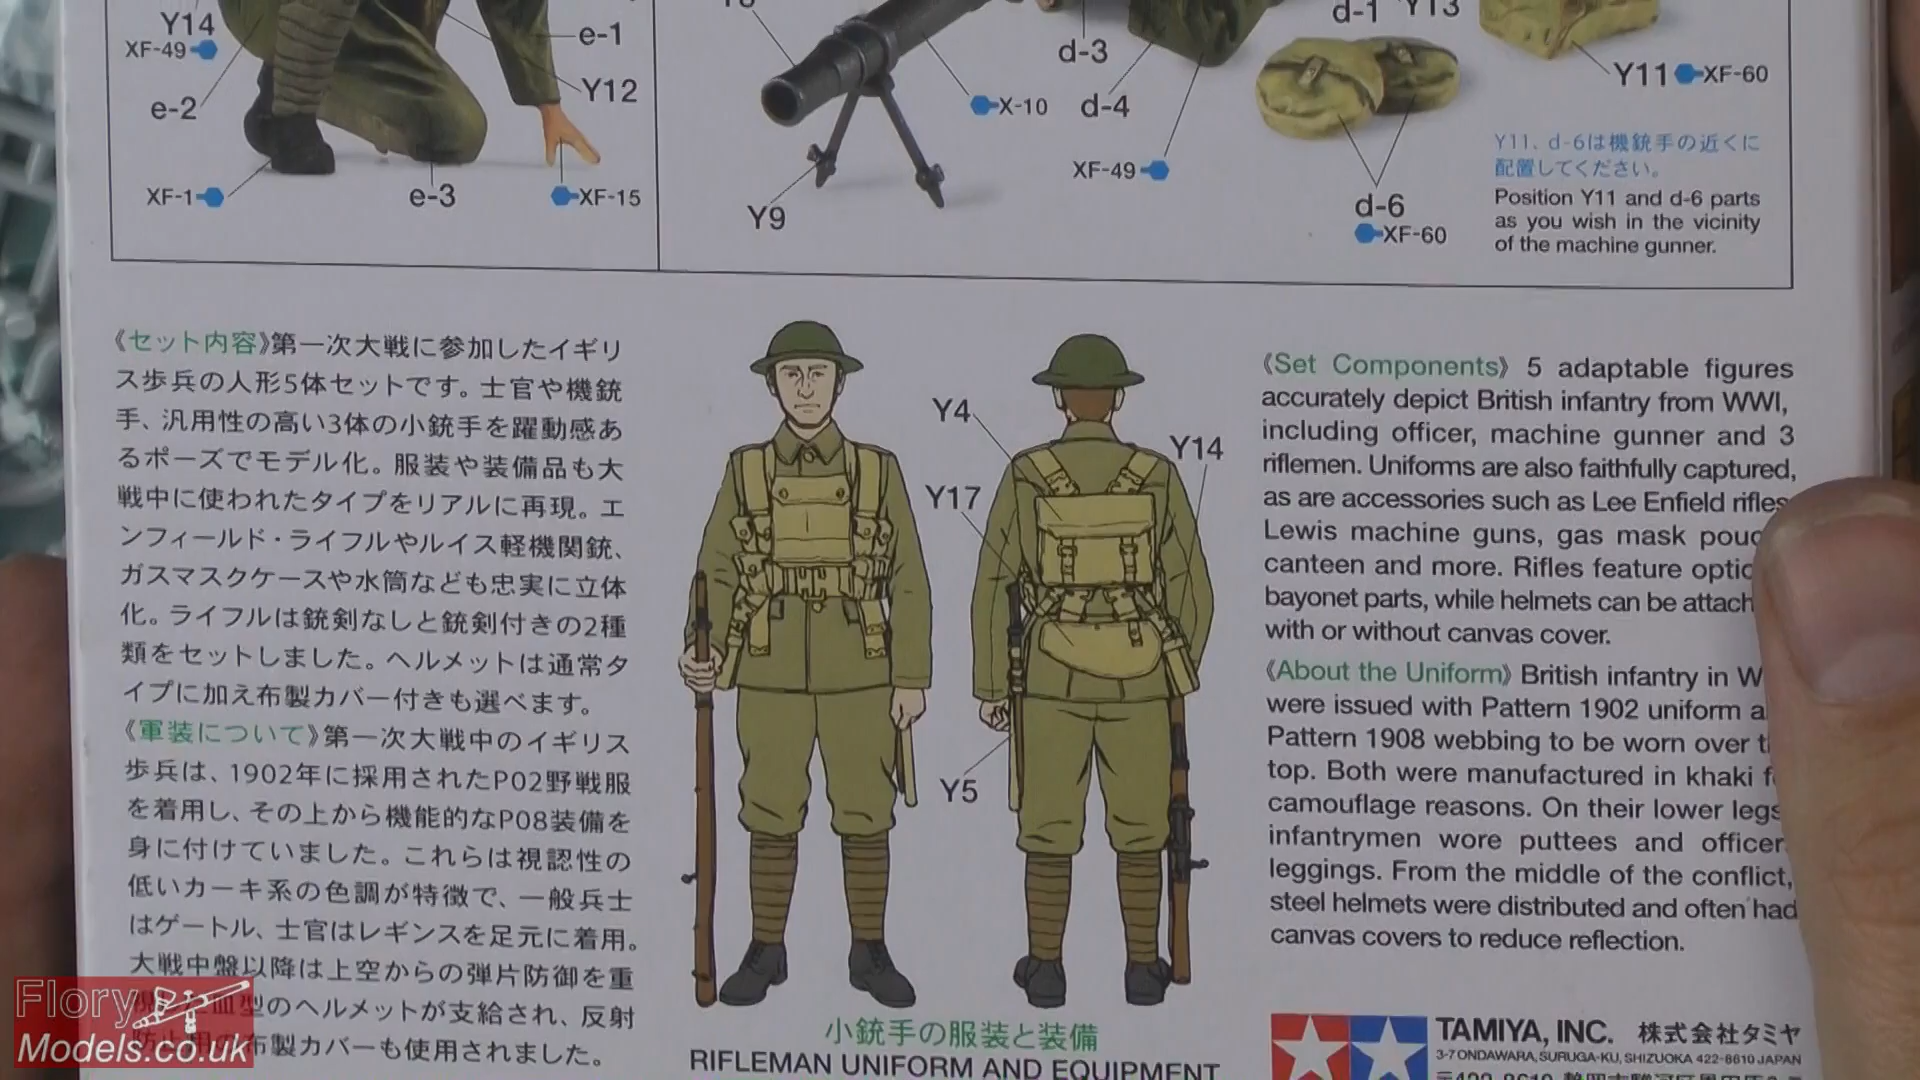 Y14
XF-49
e-2
XF-1
e-3
e-1
Y12
XF-15
Y9
X-10
d-3
d-4
XF-49
d-1 Y13
d-6
XF-60
Y11 XF-60
Y11、d-6は機銃手の近くに
配置してください。
Position Y11 and d-6 parts
as you wish in the vicinity
of the machine gunner.
《セット内容》第一次大戦に参加したイギリ
ス歩兵の人形5体セットです。士官や機銃
手、汎用性の高い3体の小銃手を躍動感あ
るポーズでモデル化。服装や装備品も大
戦中に使われたタイプをリアルに再現。エ
ンフィールド・ライフルやルイス軽機関銃、
ガスマスクケースや水筒なども忠実に立体
化。ライフルは銃剣なしと銃剣付きの2種
類をセットしました。ヘルメットは通常タ
イプに加え布製カバー付きも選べます。
《軍装について》第一次大戦中のイギリス
歩兵は、1902年に採用されたP02野戦服
を着用し、その上から機能的なP08装備を
身に付けていました。これらは視認性の
低いカーキ系の色調が特徴で、一般兵士
はゲートル、士官はレギンスを足元に着用。
大戦中盤以降は上空からの弾片防御を重
型のヘルメットが支給され、反射
布製カバーも使用されました。
Y4
Y17
Y14
Y5
小銃手の服装と装備
RIFLEMAN UNIFORM AND EQUIPMENT
《Set Components》 5 adaptable figures
accurately depict British infantry from WWI,
including officer, machine gunner and 3
riflemen. Uniforms are also faithfully captured,
as are accessories such as Lee Enfield rifles
Lewis machine guns, gas mask pouc
canteen and more. Rifles feature optio
bayonet parts, while helmets can be attach
with or without canvas cover.
《About the Uniform》 British infantry in W
were issued with Pattern 1902 uniform a
Pattern 1908 webbing to be worn over t
top. Both were manufactured in khaki f
camouflage reasons. On their lower legs
infantrymen wore puttees and officer
leggings. From the middle of the conflict,
steel helmets were distributed and often had
canvas covers to reduce reflection.
TAMIYA, INC. 株式会社タミヤ
3-7 ONDAWARA, SURUGA-KU, SHIZUOKA 422-8610 JAPAN
Flory
Models.co.uk